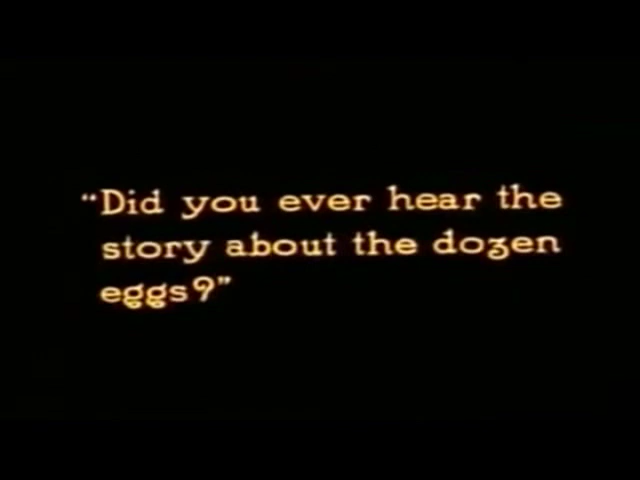 “Did you ever hear the
story about the dozen
eggs?”